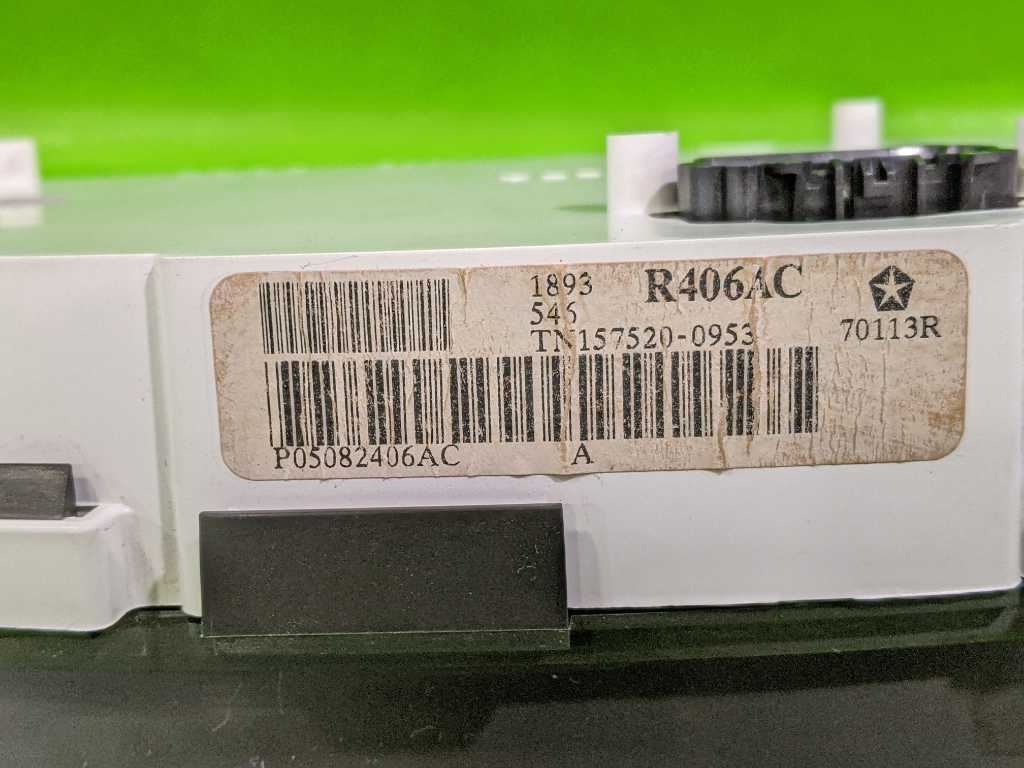 1893 R406AC
546
TN157520-0953 70113R
P05082406AC A